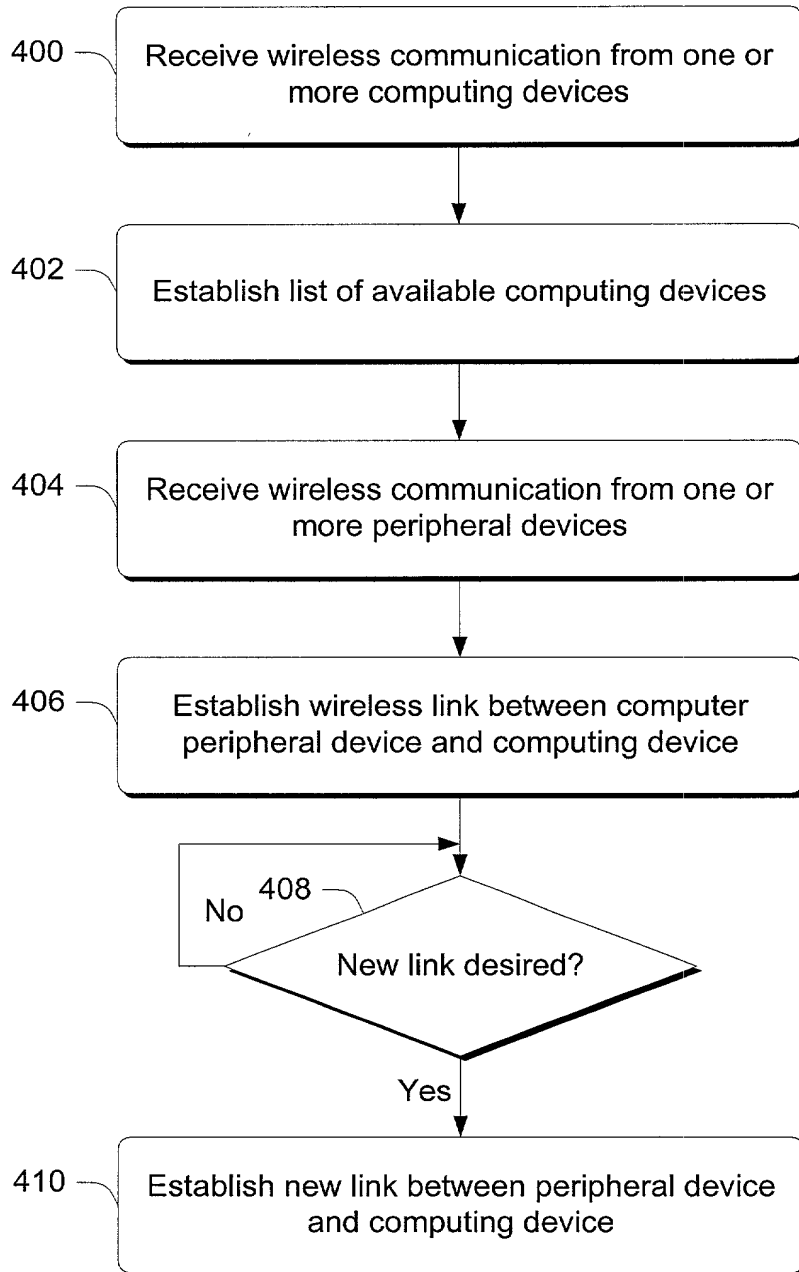 400
Receive wireless communication from one or
more computing devices
402
Establish list of available computing devices
404
Receive wireless communication from one or
more peripheral devices
406
Establish wireless link between computer
peripheral device and computing device
No
408
New link desired?
Yes
410
Establish new link between peripheral device
and computing device